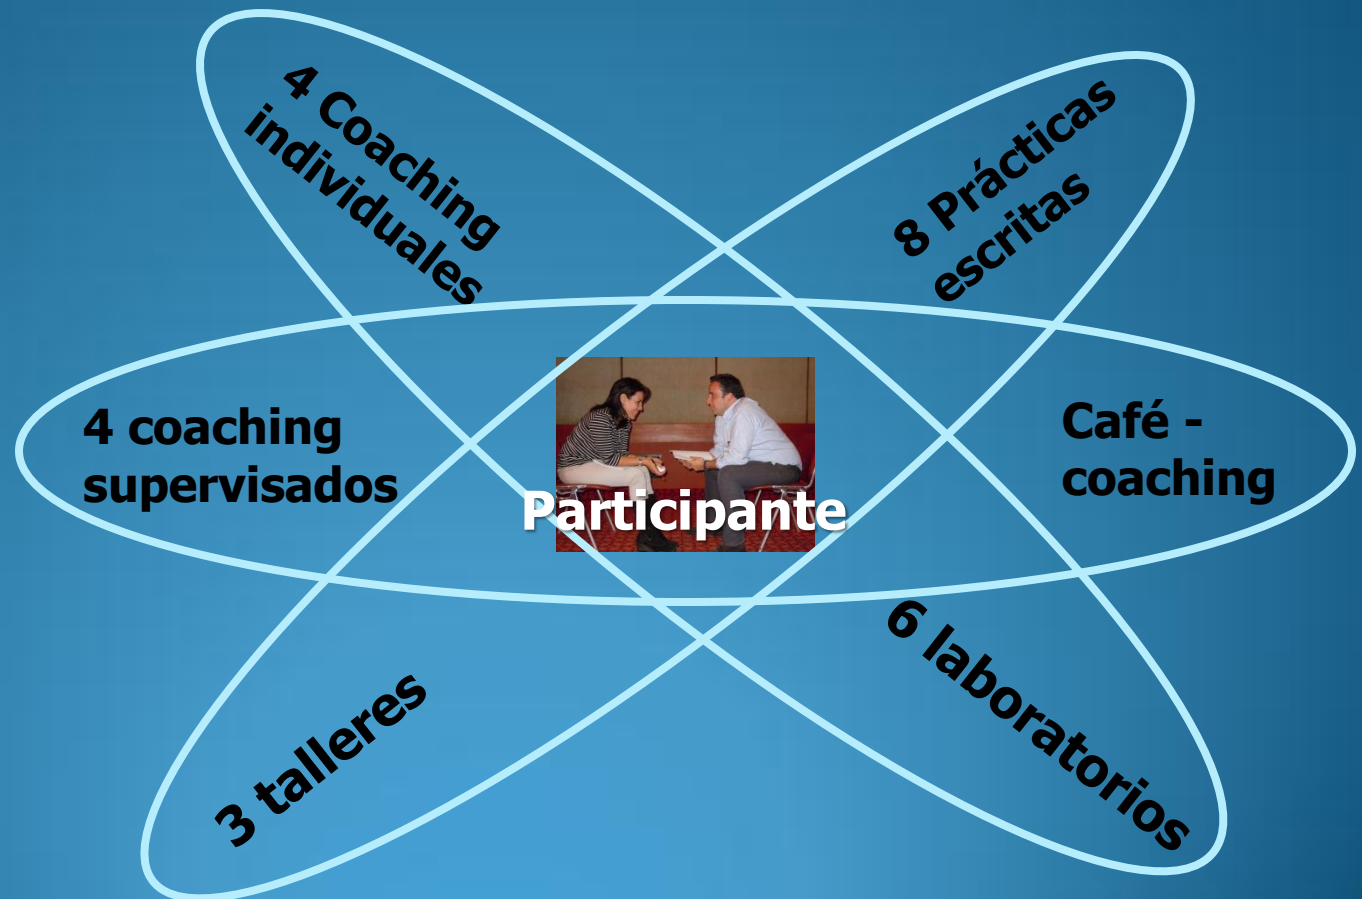 4 Coaching
individuales
8 Prácticas
escritas
4 coaching
supervisados
Café -
coaching
Participante
3 talleres
6 laboratorios